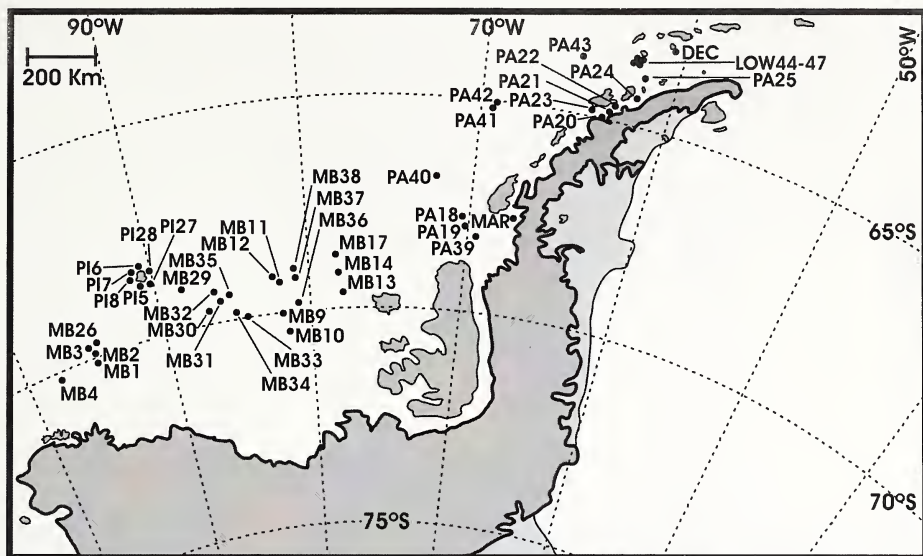 90°W
70°W
50°W
200 Km
PA43
DEC
PA22
PA24
LOW44-47
PA21
PA25
PA42
PA23
PA41
PA20
MB38
PA40
MB37
MB36
MB11
PA18
MAR
PI28
PI27
MB12
PA19
65°S
MB17
PA39
MB35
PI6
MB29
MB14
PI7
MB13
PI8
PI5
MB32
MB9
MB26
MB30
MB10
MB3
MB2
MB31
MB33
MB1
MB34
MB4
70°S
75°S